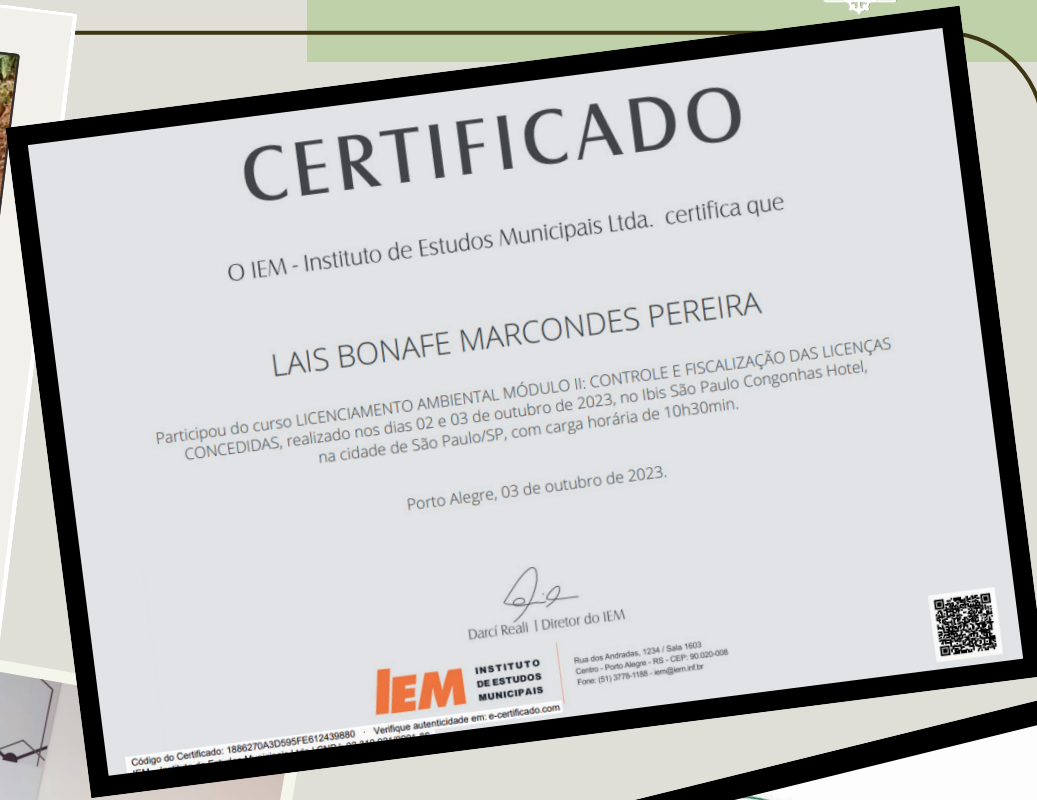 CERTIFICADO
O IEM - Instituto de Estudos Municipais Ltda. certifica que
LAIS BONAFE MARCONDES PEREIRA
Participou do curso LICENCIAMENTO AMBIENTAL MÓDULO II: CONTROLE E FISCALIZAÇÃO DAS LICENÇAS
CONCEDIDAS, realizado nos dias 02 e 03 de outubro de 2023, no Ibis São Paulo Congonhas Hotel,
na cidade de São Paulo/SP, com carga horária de 10h30min.
Porto Alegre, 03 de outubro de 2023.
Darci Reali | Diretor do IEM
IEM
INSTITUTO
DE ESTUDOS
MUNICIPAIS
Rua dos Andradas, 1234 / Sala 1603
Centro - Porto Alegre - RS - CEP: 90.020-008
Fone: (51) 3778-1188 - iem@iem.inf.br
Código do Certificado: 1886270A3D595FE612439880 · Verifique autenticidade em: e-certificado.com